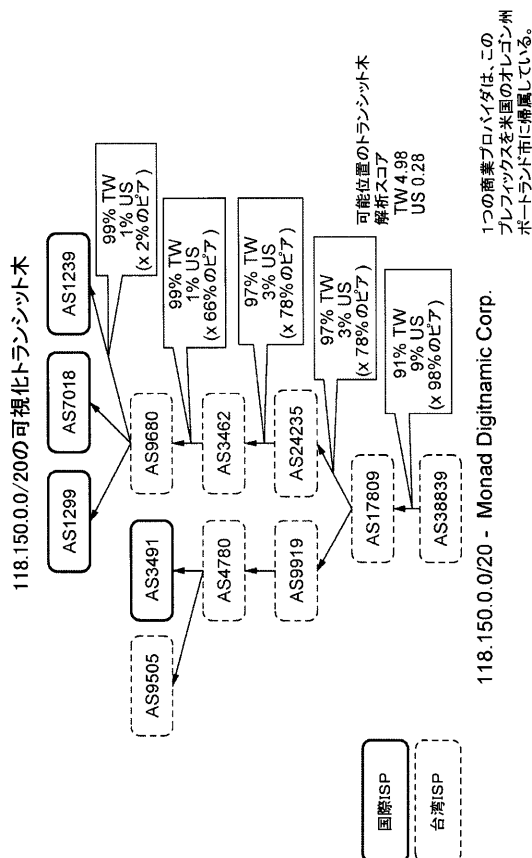 118.150.0.0/20の可視化トランシット木
AS1299
AS7018
AS1239
99% TW
1% US
(x 2%のピア)
AS9505
AS3491
AS9680
99% TW
1% US
(x 66%のピア)
AS4780
AS3462
97% TW
3% US
(x 78%のピア)
AS9919
AS24235
可能位置のトランシット木
解析スコア
TW 4.98
US 0.28
97% TW
3% US
(x 78%のピア)
AS17809
91% TW
9% US
(x 98%のピア)
AS38839
国際ISP
台湾ISP
118.150.0.0/20 - Monad Digitnamic Corp.
1つの商業プロバイダは、この
プレフィックスを米国のオレゴン州
ポートランド市に帰属している。